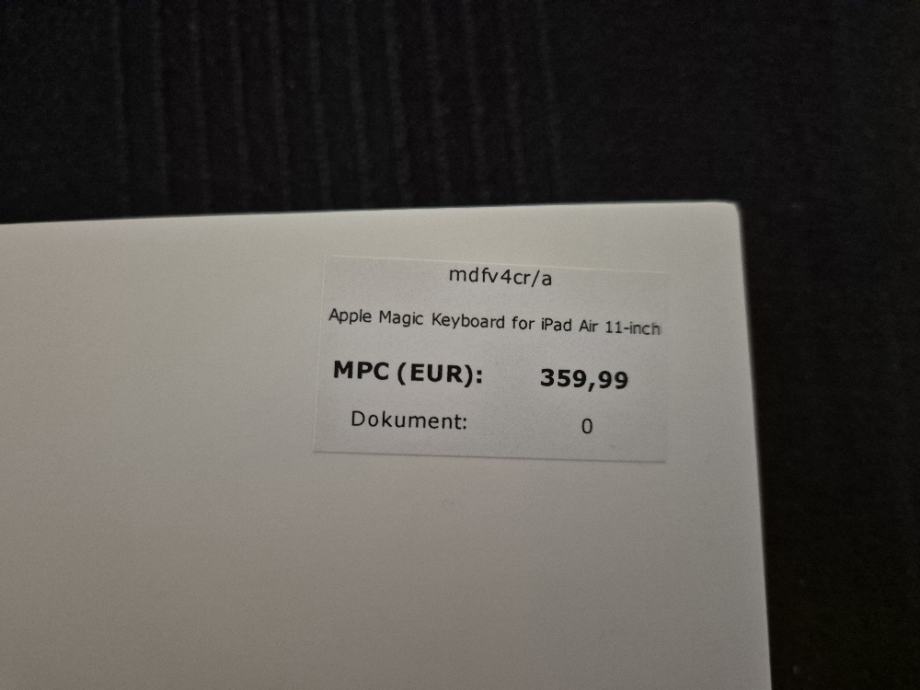 mdfv4cr/a
Apple Magic Keyboard for iPad Air 11-inch
MPC (EUR): 359,99
Dokument: 0